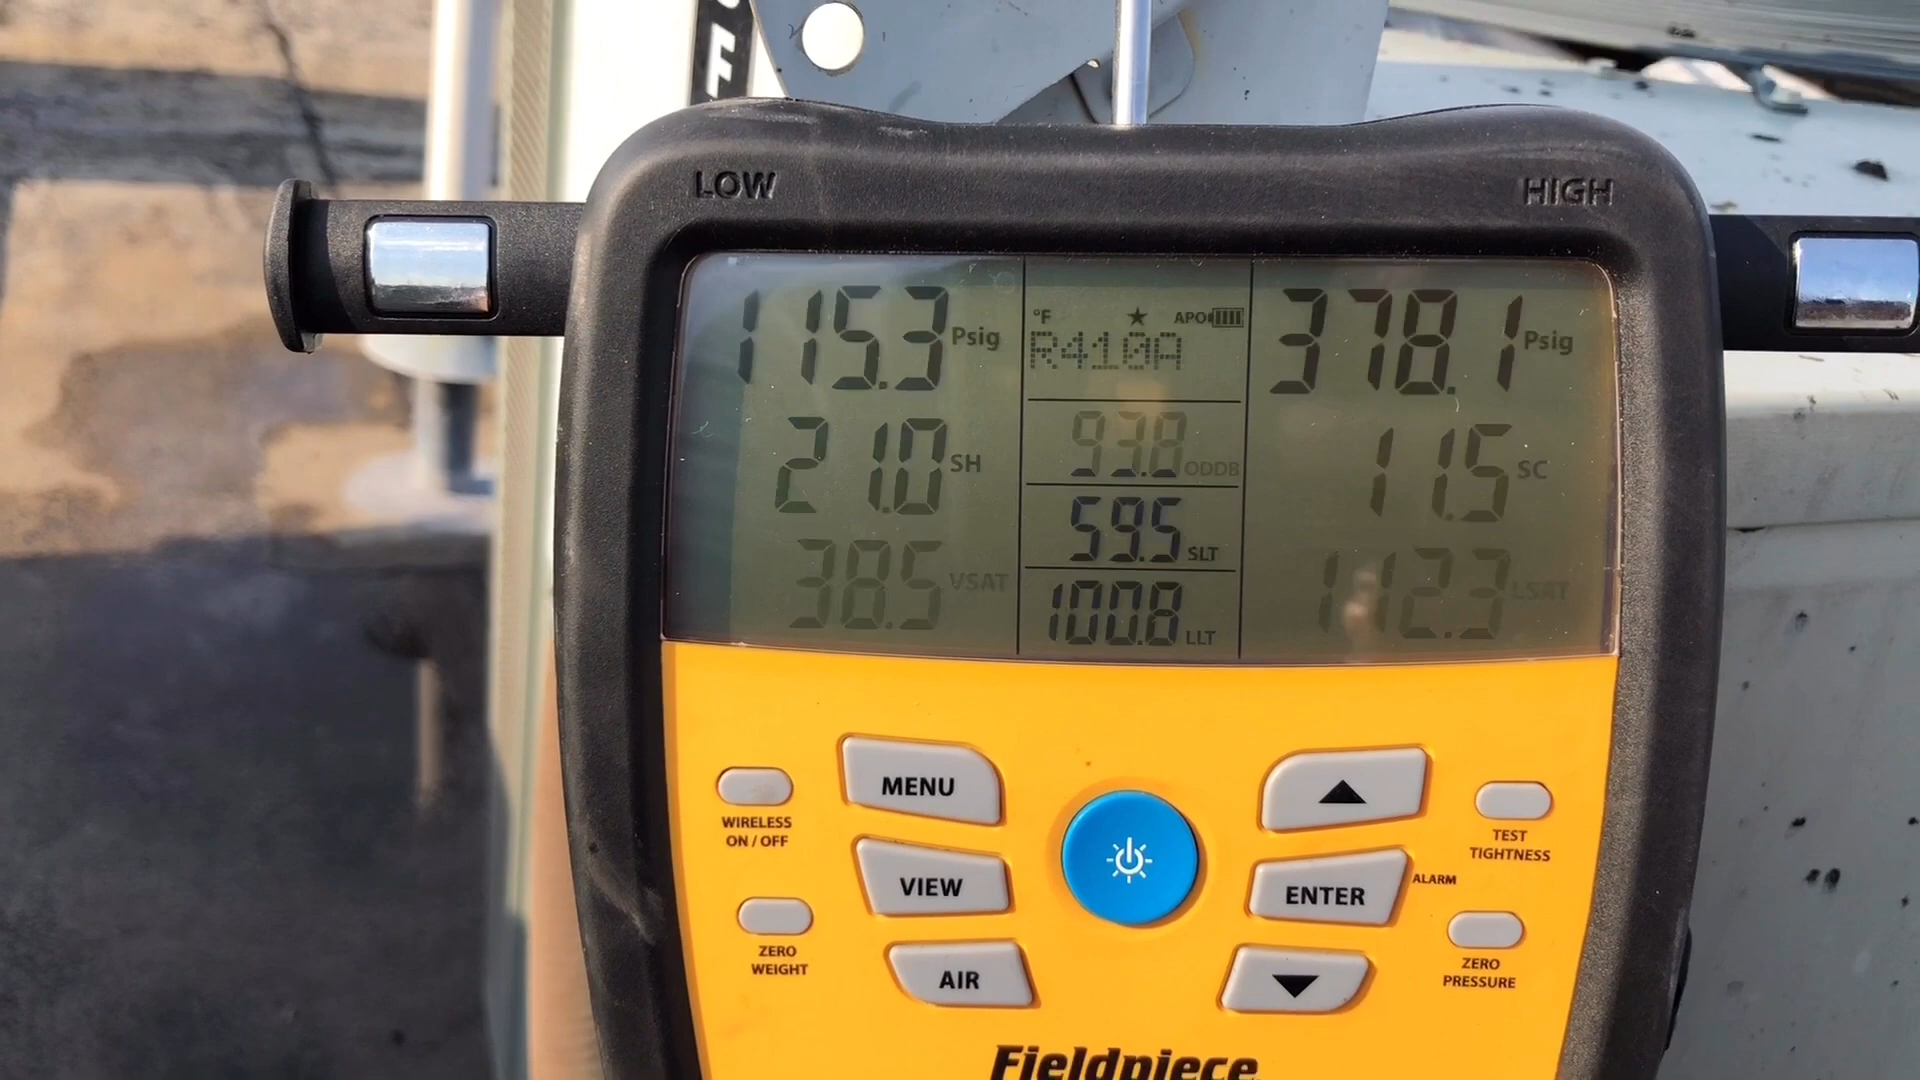 LOW
HIGH
115.3 Psig
°F ★ APO
R410A
378.1 Psig
21.0 SH
93.8 ODDB
11.5 SC
59.5 SLT
38.5 VSAT
100.8 LLT
112.3 LSAT
MENU
WIRELESS
ON / OFF
TEST
TIGHTNESS
VIEW
ENTER
ALARM
ZERO
WEIGHT
AIR
ZERO
PRESSURE
Fieldpiece